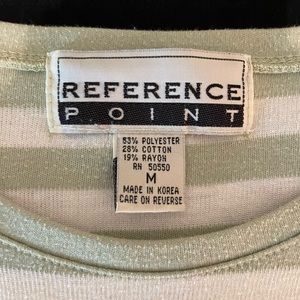 REFERENCE
POINT
53% POLYESTER
28% COTTON
19% RAYON
RN 50550
M
MADE IN KOREA
CARE ON REVERSE